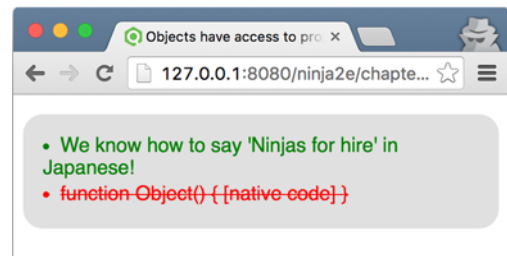 Objects have access to pro
127.0.0.1:8080/ninja2e/chapte...
• We know how to say 'Ninjas for hire' in
Japanese!
• function Object() { [native code] }